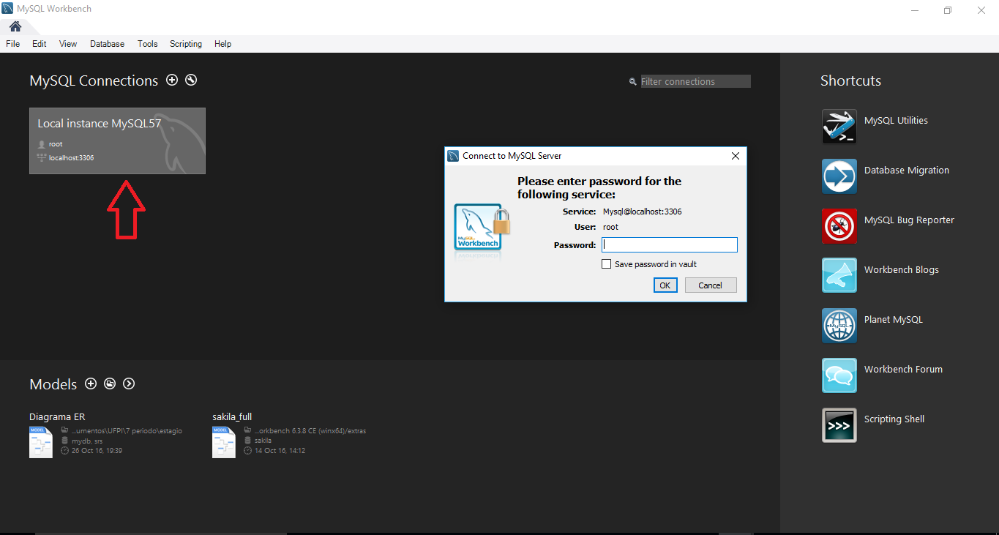 MySQL Workbench
File Edit View Database Tools Scripting Help
MySQL Connections
Filter connections
Local instance MySQL57
root
localhost:3306
Connect to MySQL Server
Please enter password for the
following service:
Service: Mysql@localhost:3306
User: root
Password:
Save password in vault
OK Cancel
MySQL
Workbench
Shortcuts
MySQL Utilities
Database Migration
MySQL Bug Reporter
Workbench Blogs
MySQL
Planet MySQL
Workbench Forum
>>>
Scripting Shell
Models
Diagrama ER
MODEL
...umentos\UFPI\7 periodo\estagio
mydb, srs
26 Oct 16, 19:39
sakila_full
MODEL
...orkbench 6.3.8 CE (winx64)/extras
sakila
14 Oct 16, 14:12